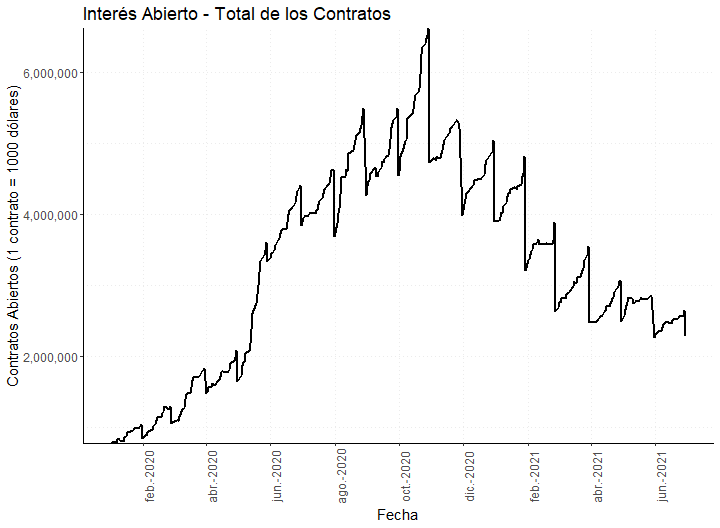 Interés Abierto - Total de los Contratos
Contratos Abiertos (1 contrato = 1000 dólares)
6,000,000
4,000,000
2,000,000
feb.-2020
abr.-2020
jun.-2020
ago.-2020
oct.-2020
dic.-2020
feb.-2021
abr.-2021
jun.-2021
Fecha